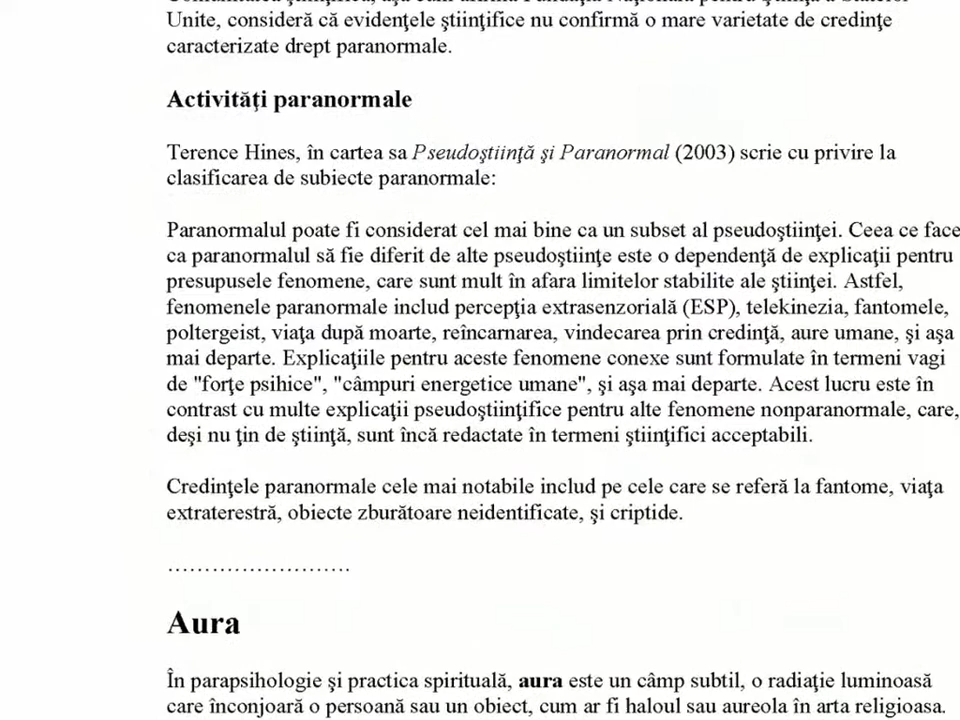 Unite, consideră că evidenţele ştiinţifice nu confirmă o mare varietate de credinţe
caracterizate drept paranormale.
Activităţi paranormale
Terence Hines, în cartea sa Pseudoştiinţă şi Paranormal (2003) scrie cu privire la
clasificarea de subiecte paranormale:
Paranormalul poate fi considerat cel mai bine ca un subset al pseudoştiinţei. Ceea ce face
ca paranormalul să fie diferit de alte pseudoştiinţe este o dependenţă de explicaţii pentru
presupusele fenomene, care sunt mult în afara limitelor stabilite ale ştiinţei. Astfel,
fenomenele paranormale includ percepţia extrasenzorială (ESP), telekinezia, fantomele,
poltergeist, viaţa după moarte, reîncarnarea, vindecarea prin credinţă, aure umane, şi aşa
mai departe. Explicaţiile pentru aceste fenomene conexe sunt formulate în termeni vagi
de "forţe psihice", "câmpuri energetice umane", şi aşa mai departe. Acest lucru este în
contrast cu multe explicaţii pseudoştiinţifice pentru alte fenomene nonparanormale, care,
deşi nu ţin de ştiinţă, sunt încă redactate în termeni ştiinţifici acceptabili.
Credinţele paranormale cele mai notabile includ pe cele care se referă la fantome, viaţa
extraterestră, obiecte zburătoare neidentificate, şi criptide.
…………………….
Aura
În parapsihologie şi practica spirituală, aura este un câmp subtil, o radiaţie luminoasă
care înconjoară o persoană sau un obiect, cum ar fi haloul sau aureola în arta religioasa.